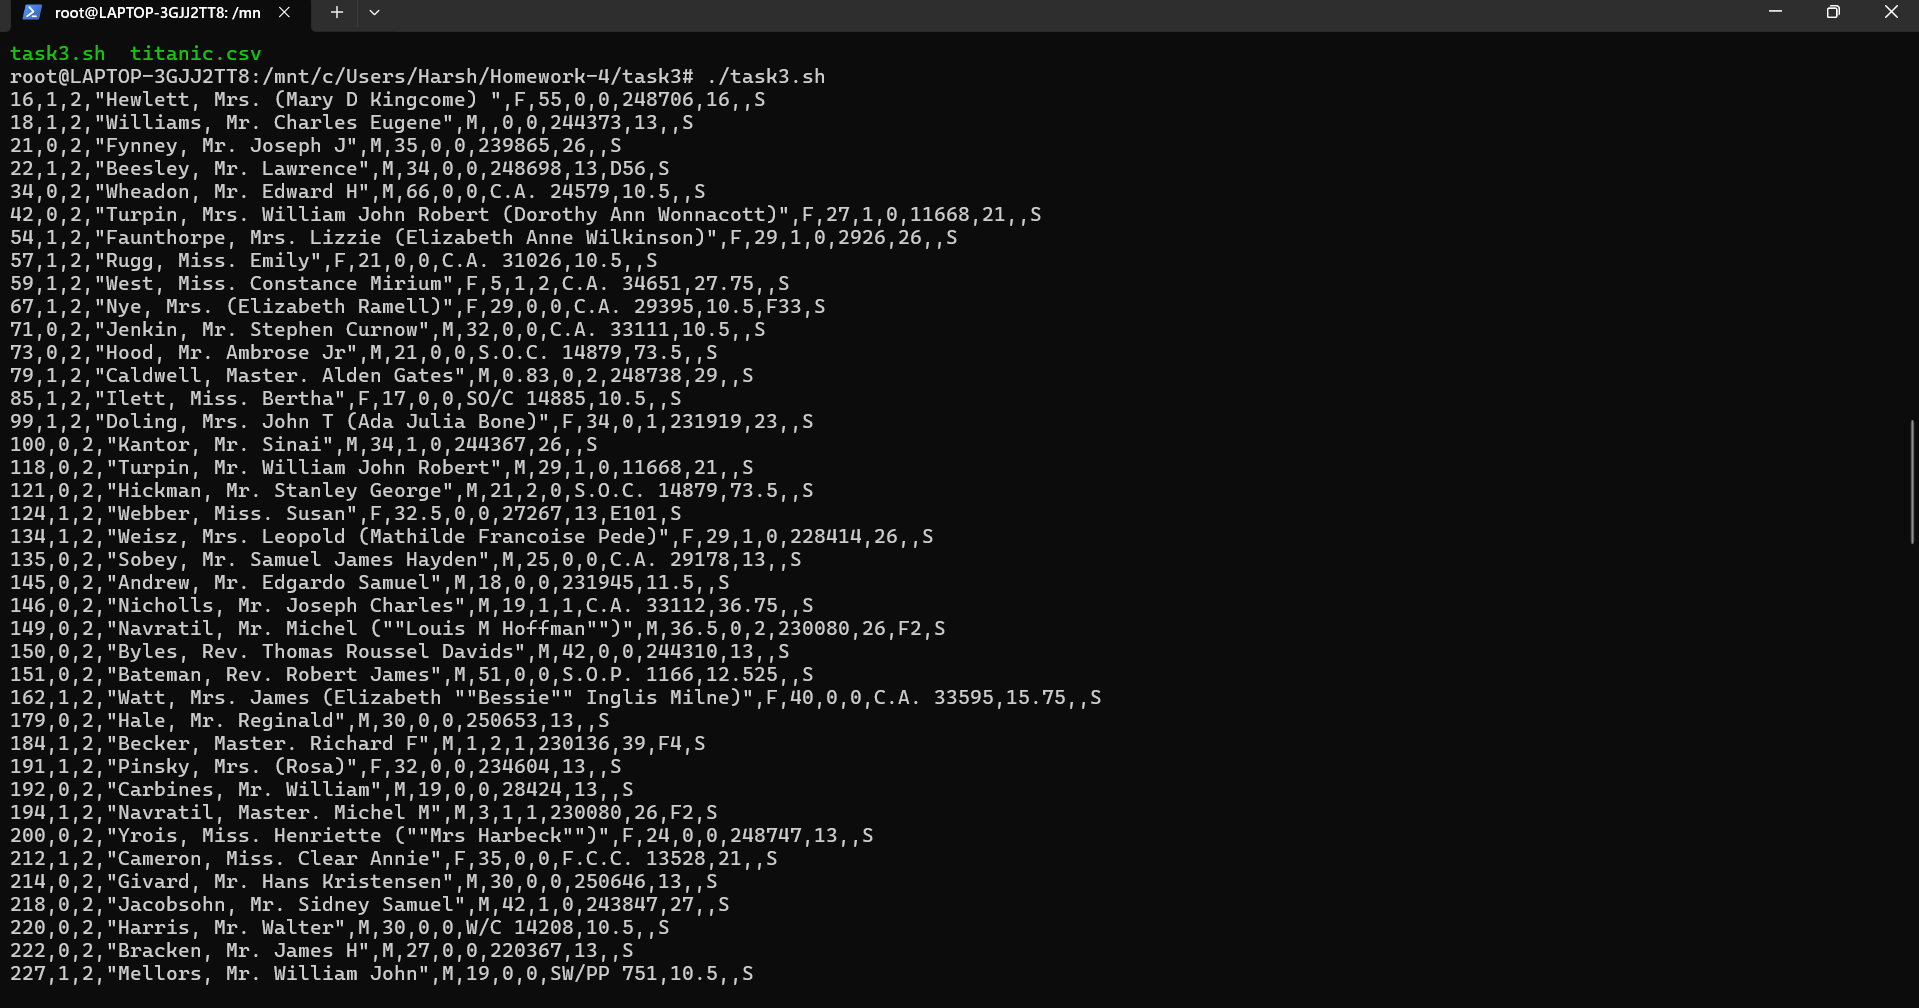 root@LAPTOP-3GJJ2TT8: /mn
task3.sh  titanic.csv
root@LAPTOP-3GJJ2TT8:/mnt/c/Users/Harsh/Homework-4/task3# ./task3.sh
16,1,2,"Hewlett, Mrs. (Mary D Kingcome) ",F,55,0,0,248706,16,,S
18,1,2,"Williams, Mr. Charles Eugene",M,,0,0,244373,13,,S
21,0,2,"Fynney, Mr. Joseph J",M,35,0,0,239865,26,,S
22,1,2,"Beesley, Mr. Lawrence",M,34,0,0,248698,13,D56,S
34,0,2,"Wheadon, Mr. Edward H",M,66,0,0,C.A. 24579,10.5,,S
42,0,2,"Turpin, Mrs. William John Robert (Dorothy Ann Wonnacott)",F,27,1,0,11668,21,,S
54,1,2,"Faunthorpe, Mrs. Lizzie (Elizabeth Anne Wilkinson)",F,29,1,0,2926,26,,S
57,1,2,"Rugg, Miss. Emily",F,21,0,0,C.A. 31026,10.5,,S
59,1,2,"West, Miss. Constance Mirium",F,5,1,2,C.A. 34651,27.75,,S
67,1,2,"Nye, Mrs. (Elizabeth Ramell)",F,29,0,0,C.A. 29395,10.5,F33,S
71,0,2,"Jenkin, Mr. Stephen Curnow",M,32,0,0,C.A. 33111,10.5,,S
73,0,2,"Hood, Mr. Ambrose Jr",M,21,0,0,S.O.C. 14879,73.5,,S
79,1,2,"Caldwell, Master. Alden Gates",M,0.83,0,2,248738,29,,S
85,1,2,"Ilett, Miss. Bertha",F,17,0,0,SO/C 14885,10.5,,S
99,1,2,"Doling, Mrs. John T (Ada Julia Bone)",F,34,0,1,231919,23,,S
100,0,2,"Kantor, Mr. Sinai",M,34,1,0,244367,26,,S
118,0,2,"Turpin, Mr. William John Robert",M,29,1,0,11668,21,,S
121,0,2,"Hickman, Mr. Stanley George",M,21,2,0,S.O.C. 14879,73.5,,S
124,1,2,"Webber, Miss. Susan",F,32.5,0,0,27267,13,E101,S
134,1,2,"Weisz, Mrs. Leopold (Mathilde Francoise Pede)",F,29,1,0,228414,26,,S
135,0,2,"Sobey, Mr. Samuel James Hayden",M,25,0,0,C.A. 29178,13,,S
145,0,2,"Andrew, Mr. Edgardo Samuel",M,18,0,0,231945,11.5,,S
146,0,2,"Nicholls, Mr. Joseph Charles",M,19,1,1,C.A. 33112,36.75,,S
149,0,2,"Navratil, Mr. Michel (""Louis M Hoffman"")",M,36.5,0,2,230080,26,F2,S
150,0,2,"Byles, Rev. Thomas Roussel Davids",M,42,0,0,244310,13,,S
151,0,2,"Bateman, Rev. Robert James",M,51,0,0,S.O.P. 1166,12.525,,S
162,1,2,"Watt, Mrs. James (Elizabeth ""Bessie"" Inglis Milne)",F,40,0,0,C.A. 33595,15.75,,S
179,0,2,"Hale, Mr. Reginald",M,30,0,0,250653,13,,S
184,1,2,"Becker, Master. Richard F",M,1,2,1,230136,39,F4,S
191,1,2,"Pinsky, Mrs. (Rosa)",F,32,0,0,234604,13,,S
192,0,2,"Carbines, Mr. William",M,19,0,0,28424,13,,S
194,1,2,"Navratil, Master. Michel M",M,3,1,1,230080,26,F2,S
200,0,2,"Yrois, Miss. Henriette (""Mrs Harbeck"")",F,24,0,0,248747,13,,S
212,1,2,"Cameron, Miss. Clear Annie",F,35,0,0,F.C.C. 13528,21,,S
214,0,2,"Givard, Mr. Hans Kristensen",M,30,0,0,250646,13,,S
218,0,2,"Jacobsohn, Mr. Sidney Samuel",M,42,1,0,243847,27,,S
220,0,2,"Harris, Mr. Walter",M,30,0,0,W/C 14208,10.5,,S
222,0,2,"Bracken, Mr. James H",M,27,0,0,220367,13,,S
227,1,2,"Mellors, Mr. William John",M,19,0,0,SW/PP 751,10.5,,S